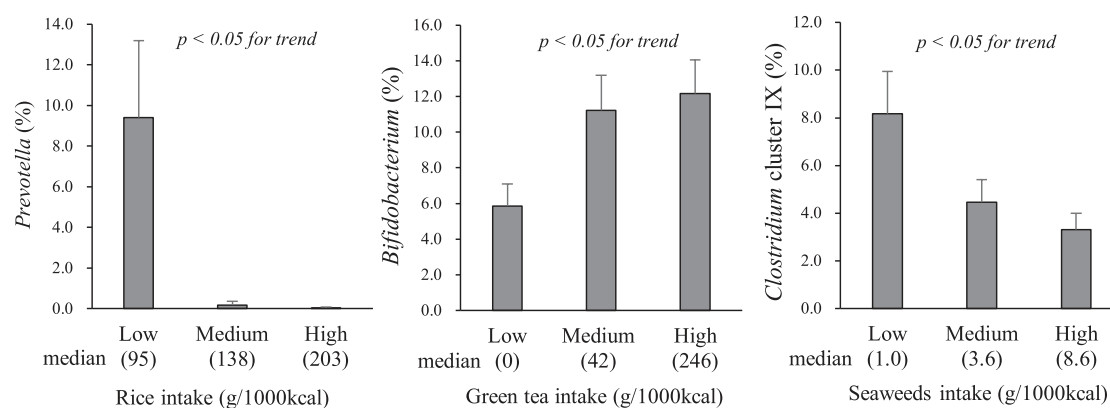 14.0
12.0
10.0
8.0
6.0
4.0
2.0
0.0
Prevotella (%)
p < 0.05 for trend
Low Medium High
median (95) (138) (203)
Rice intake (g/1000kcal)
16.0
14.0
12.0
10.0
8.0
6.0
4.0
2.0
0.0
Bifidobacterium (%)
p < 0.05 for trend
Low Medium High
median (0) (42) (246)
Green tea intake (g/1000kcal)
12.0
10.0
8.0
6.0
4.0
2.0
0.0
Clostridium cluster IX (%)
p < 0.05 for trend
Low Medium High
median (1.0) (3.6) (8.6)
Seaweeds intake (g/1000kcal)